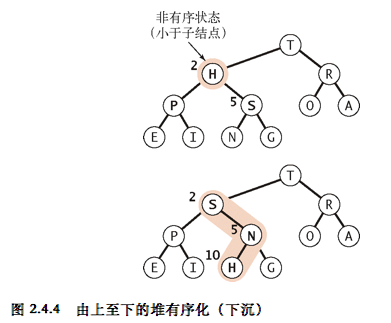 非有序状态
(小于子结点)
T
2 H R
P 5 S O A
E I N G
T
2 S R
P 5 N O A
10
E I H G
图 2.4.4 由上至下的堆有序化（下沉）